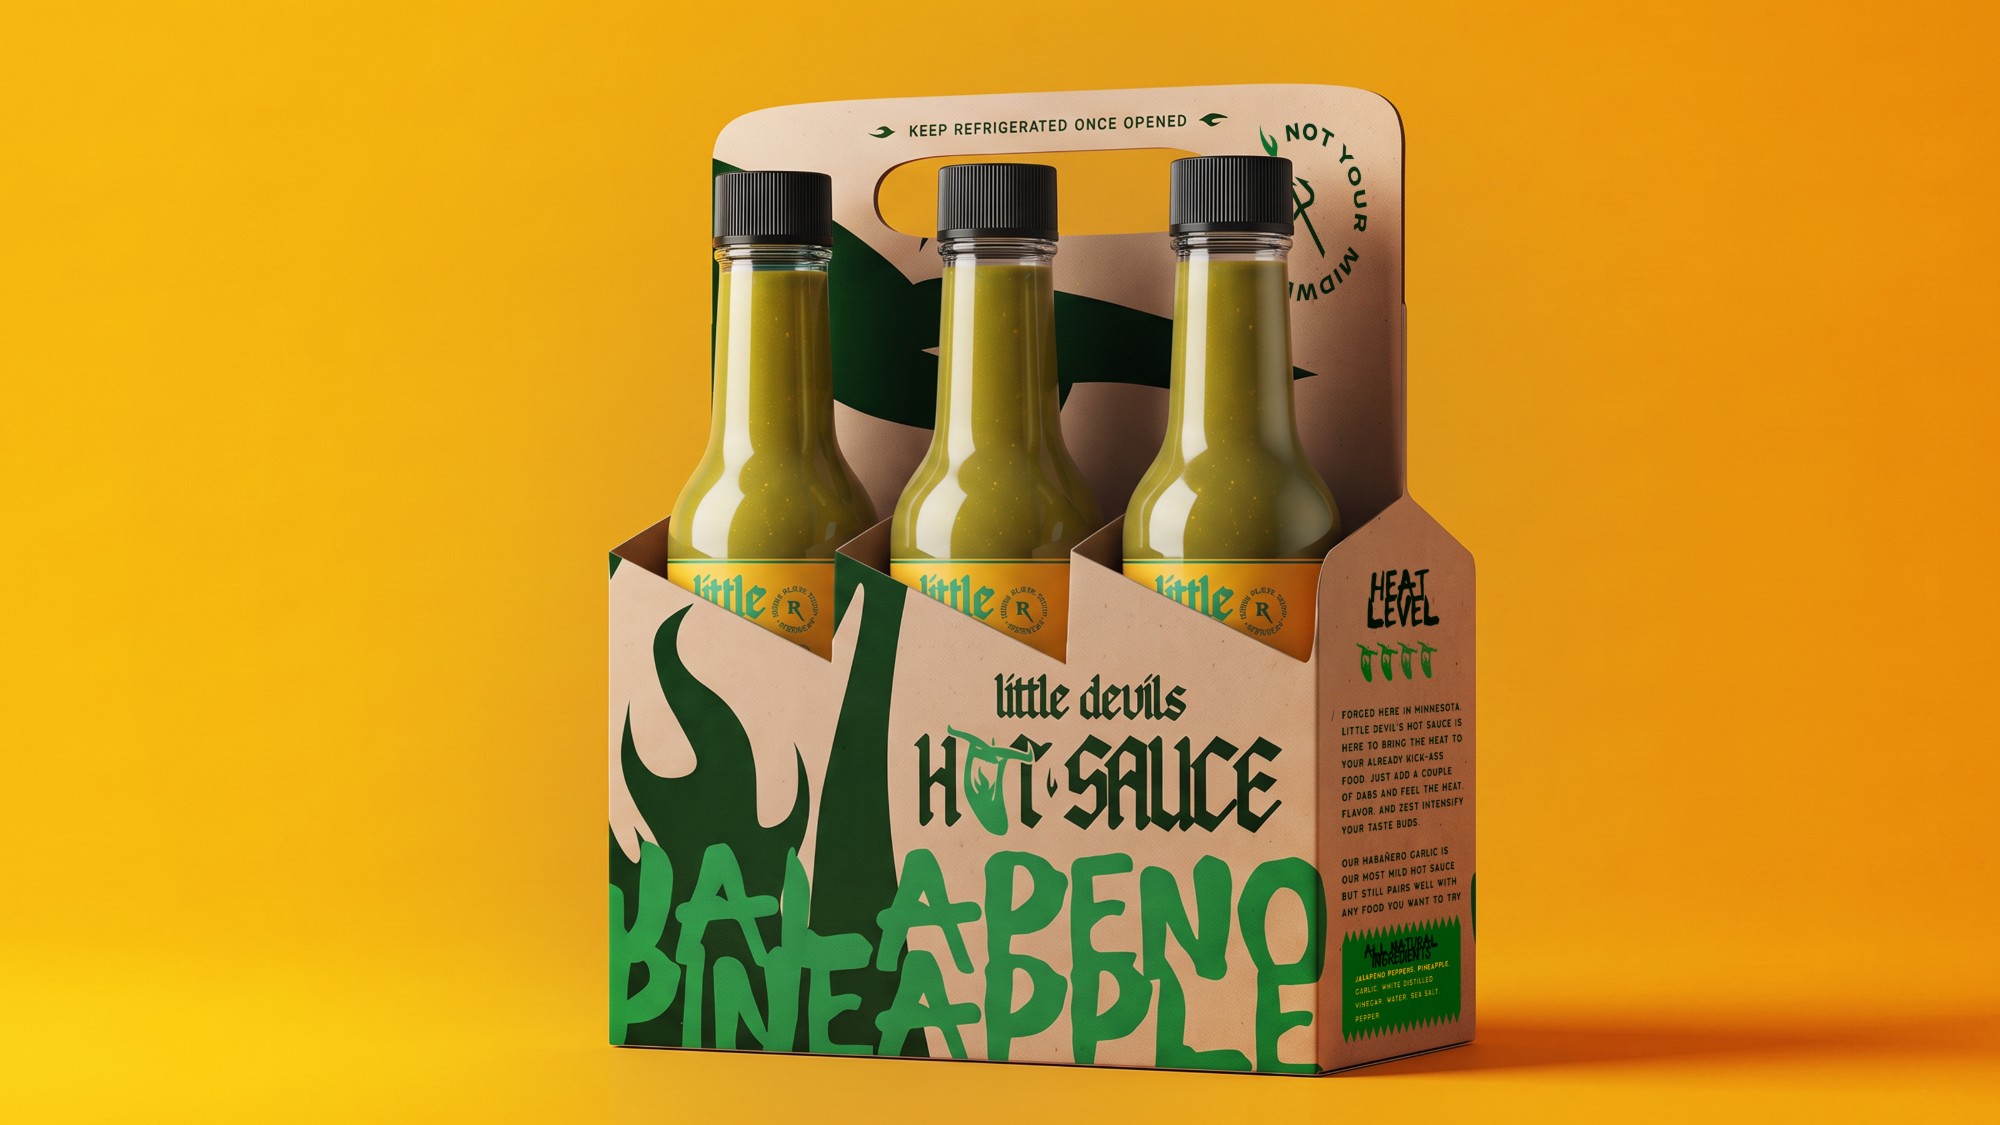 KEEP REFRIGERATED ONCE OPENED
NOT YOUR
little
R
little
R
little
R
little devils
HOT SAUCE
JALAPENO
PINEAPPLE
HEAT
LEVEL
FORGED HERE IN MINNESOTA.
LITTLE DEVIL'S HOT SAUCE IS
HERE TO BRING THE HEAT TO
YOUR ALREADY KICK-ASS
FOOD. JUST ADD A COUPLE
OF DABS AND FEEL THE HEAT.
FLAVOR. AND ZEST INTENSIFY
YOUR TASTE BUDS.
OUR HABAÑERO GARLIC IS
OUR MOST MILD HOT SAUCE
BUT STILL PAIRS WELL WITH
ANY FOOD YOU WANT TO TRY
ALL NATURAL
INGREDIENTS
JALAPENO PEPPERS, PINEAPPLE,
GARLIC, WHITE DISTILLED
VINEGAR, WATER, SEA SALT,
PEPPER